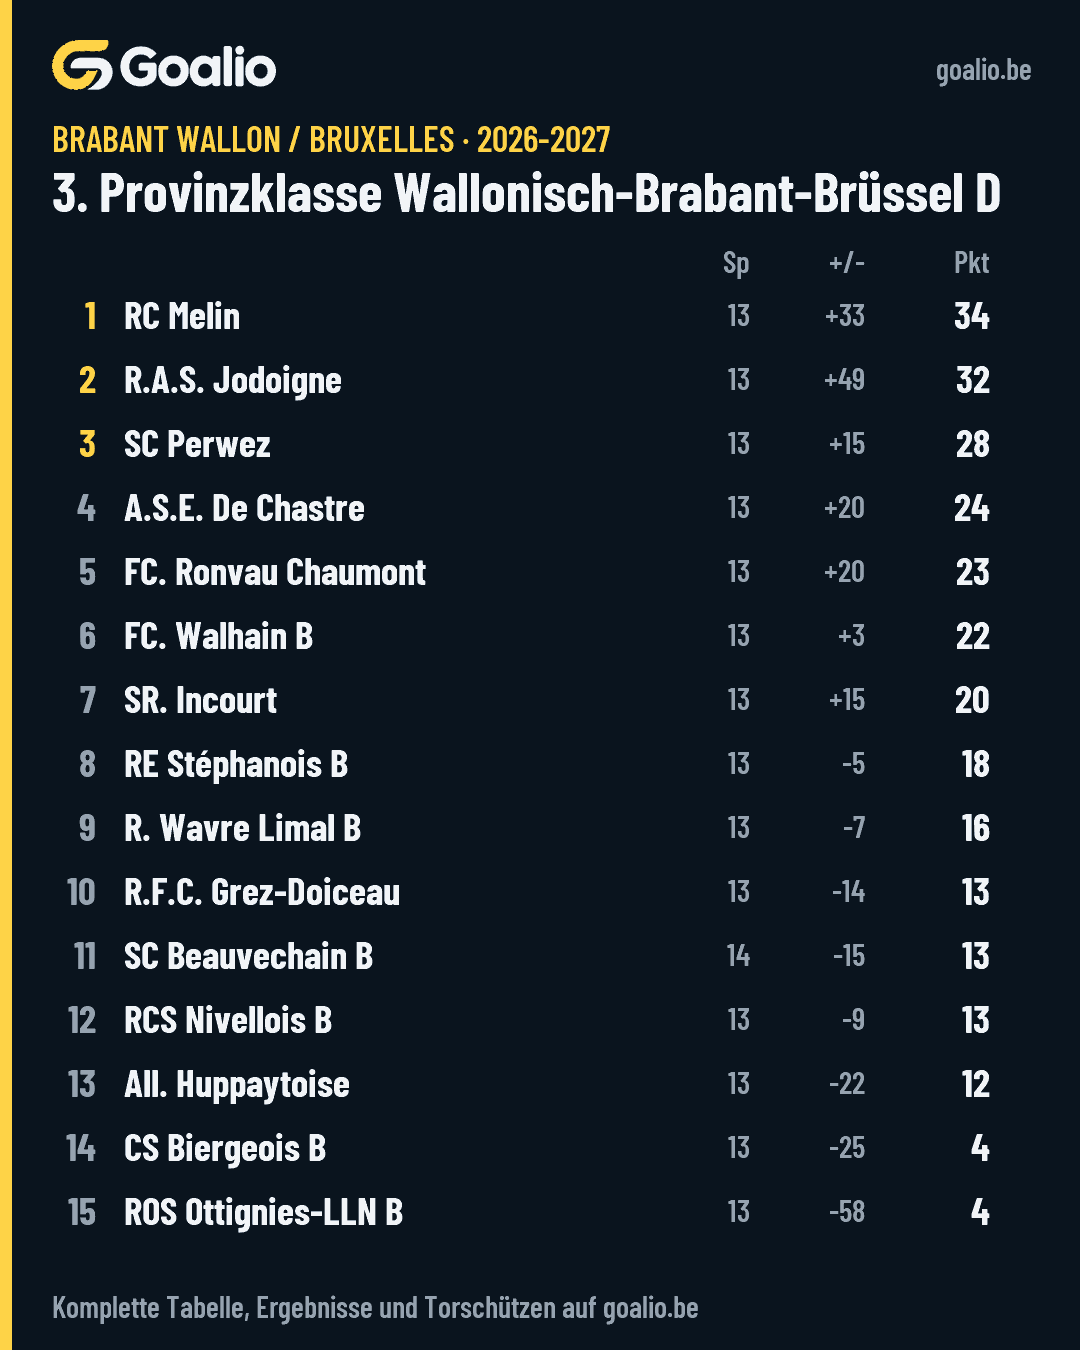 Goalio
goalio.be
BRABANT WALLON / BRUXELLES · 2026-2027
3. Provinzklasse Wallonisch-Brabant-Brüssel D
Sp +/- Pkt
1 RC Melin 13 +33 34
2 R.A.S. Jodoigne 13 +49 32
3 SC Perwez 13 +15 28
4 A.S.E. De Chastre 13 +20 24
5 FC. Ronvau Chaumont 13 +20 23
6 FC. Walhain B 13 +3 22
7 SR. Incourt 13 +15 20
8 RE Stéphanois B 13 -5 18
9 R. Wavre Limal B 13 -7 16
10 R.F.C. Grez-Doiceau 13 -14 13
11 SC Beauvechain B 14 -15 13
12 RCS Nivellois B 13 -9 13
13 All. Huppaytoise 13 -22 12
14 CS Biergeois B 13 -25 4
15 ROS Ottignies-LLN B 13 -58 4
Komplette Tabelle, Ergebnisse und Torschützen auf goalio.be